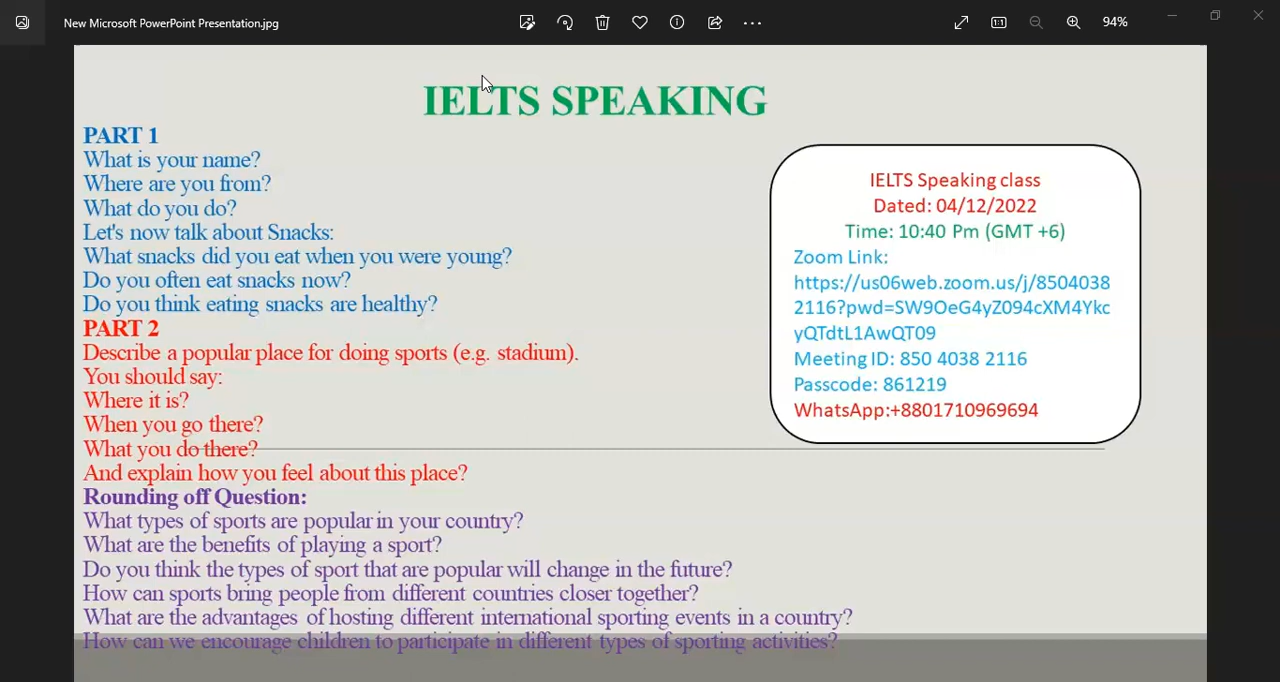 New Microsoft PowerPoint Presentation.jpg
94%
IELTS SPEAKING
PART 1
What is your name?
Where are you from?
What do you do?
Let's now talk about Snacks:
What snacks did you eat when you were young?
Do you often eat snacks now?
Do you think eating snacks are healthy?
PART 2
Describe a popular place for doing sports (e.g. stadium).
You should say:
Where it is?
When you go there?
What you do there?
And explain how you feel about this place?
Rounding off Question:
What types of sports are popular in your country?
What are the benefits of playing a sport?
Do you think the types of sport that are popular will change in the future?
How can sports bring people from different countries closer together?
What are the advantages of hosting different international sporting events in a country?
How can we encourage children to participate in different types of sporting activities?
IELTS Speaking class
Dated: 04/12/2022
Time: 10:40 Pm (GMT +6)
Zoom Link:
https://us06web.zoom.us/j/8504038
2116?pwd=SW9OeG4yZ094cXM4Ykc
yQTdtL1AwQT09
Meeting ID: 850 4038 2116
Passcode: 861219
WhatsApp:+8801710969694